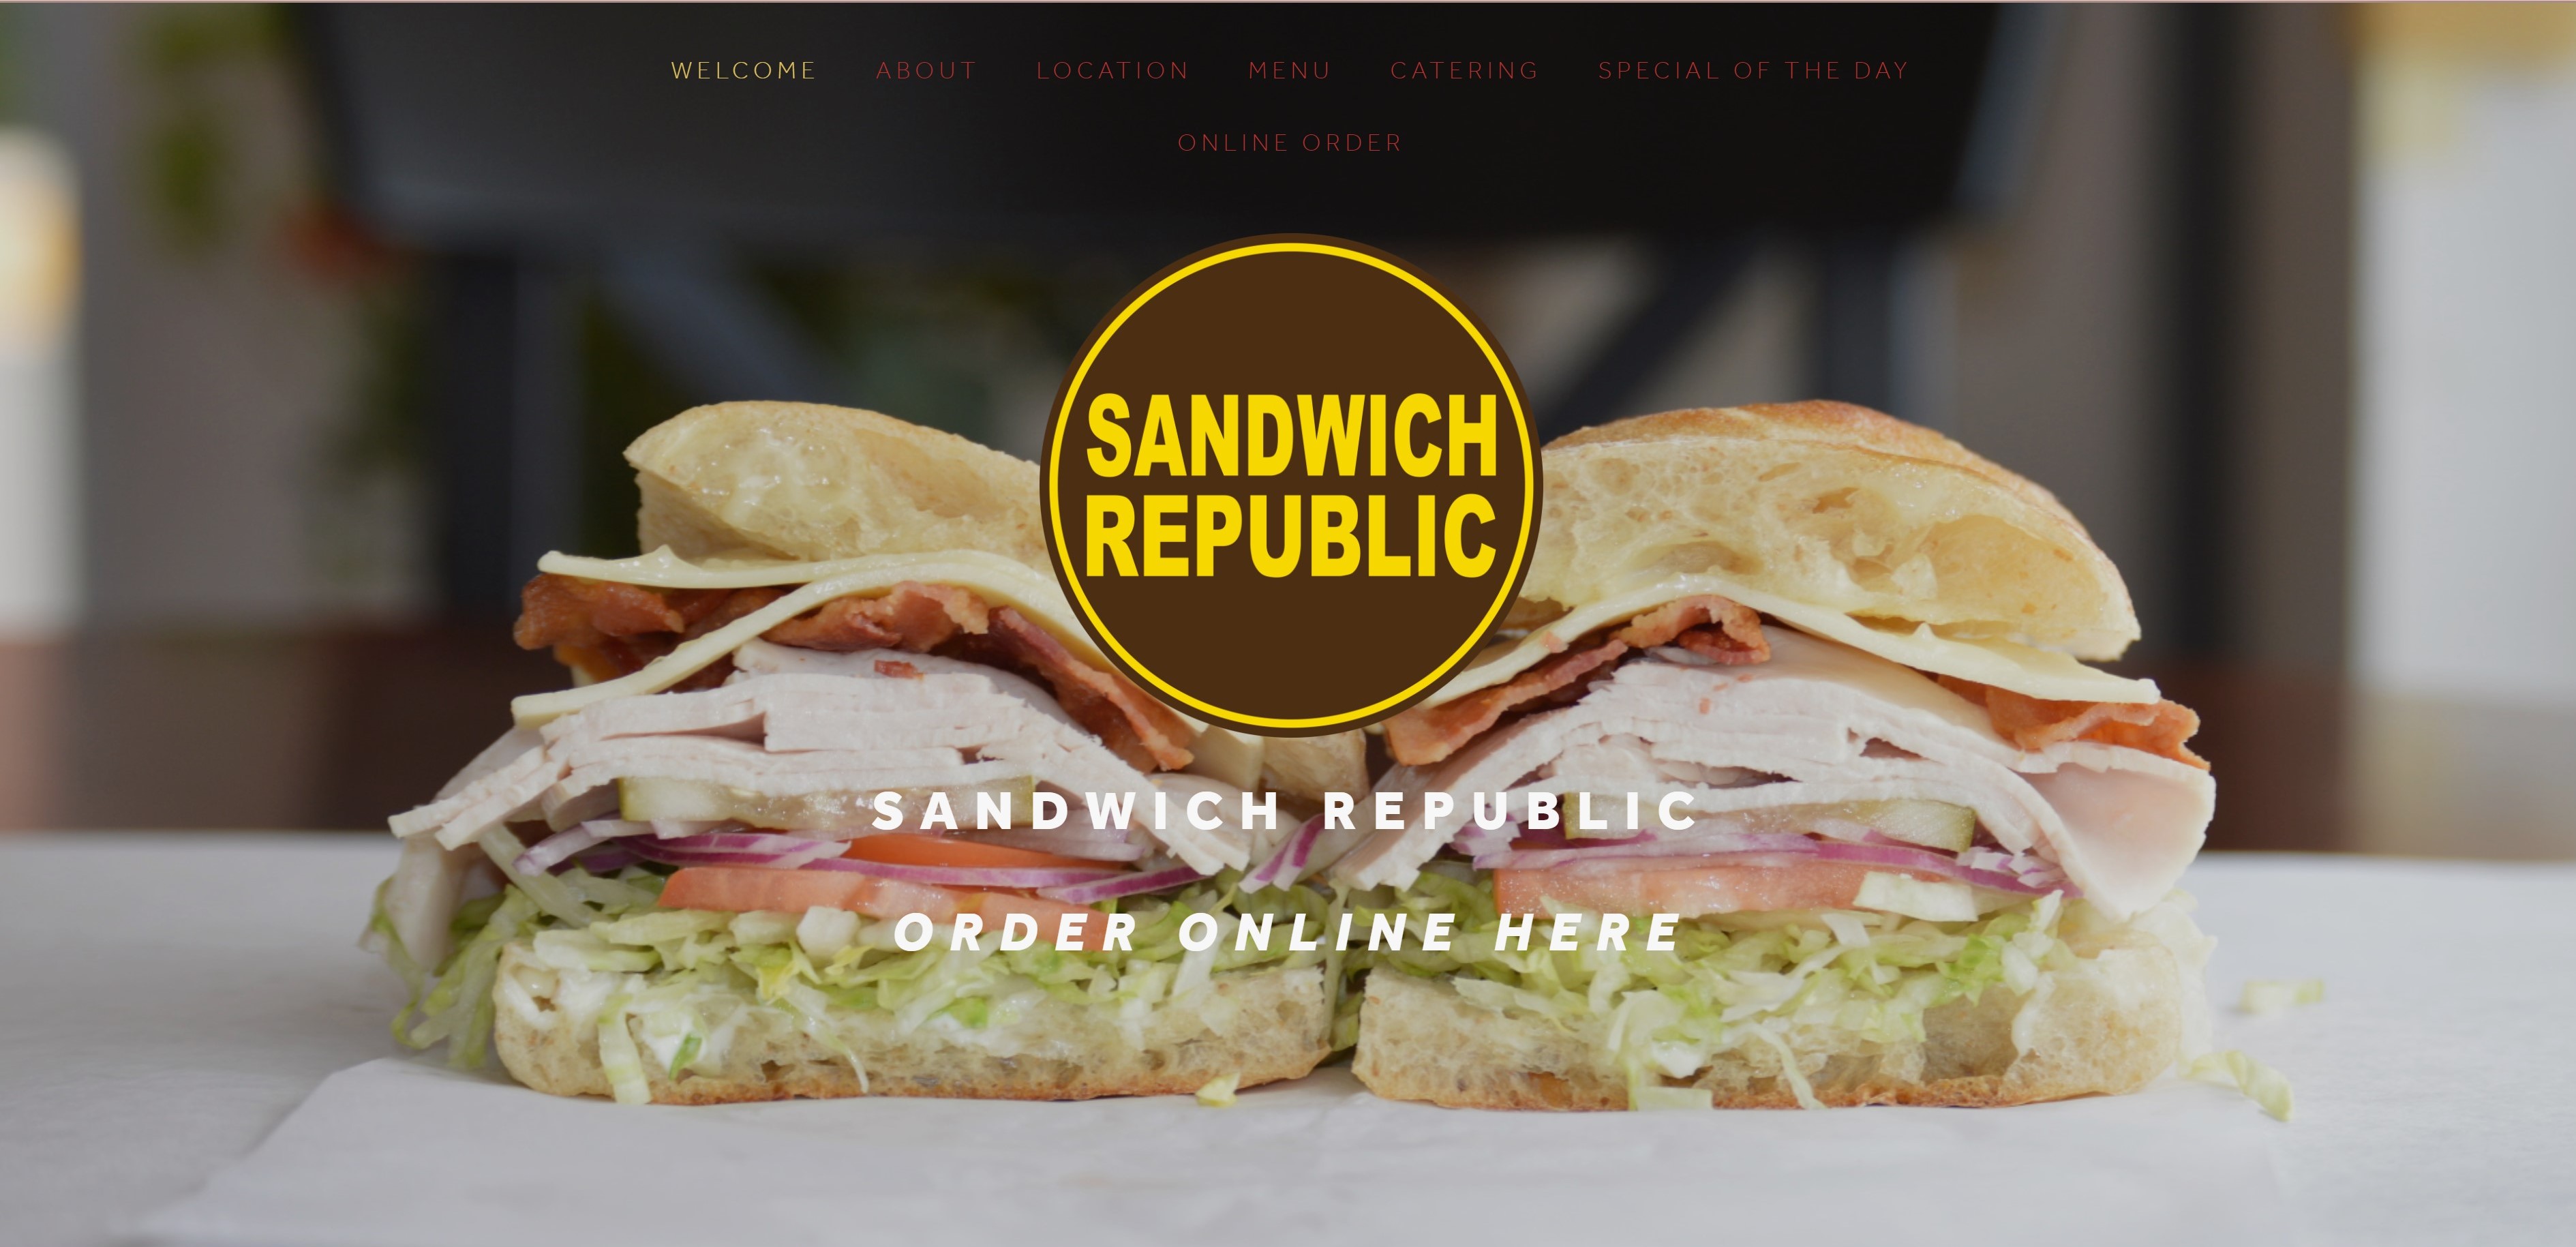 WELCOME ABOUT LOCATION MENU CATERING SPECIAL OF THE DAY
ONLINE ORDER
SANDWICH
REPUBLIC
SANDWICH REPUBLIC
ORDER ONLINE HERE